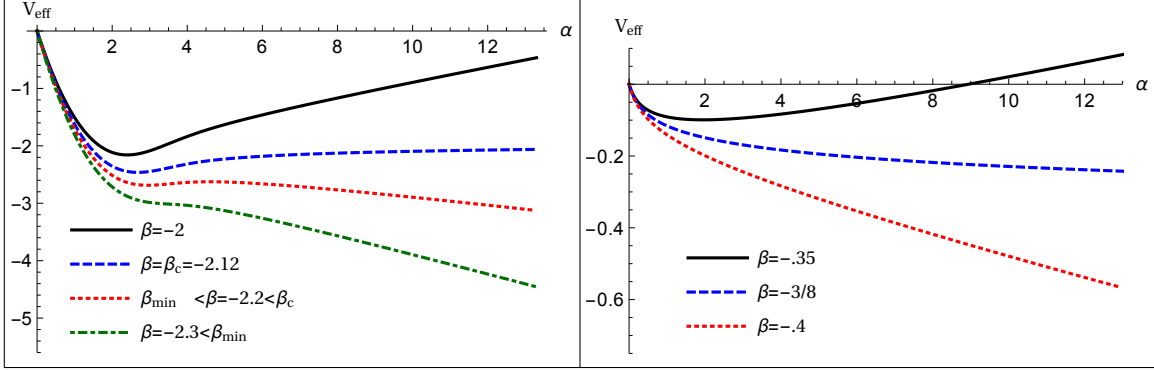 V_eff
2 4 6 8 10 12 α
-1
-2
-3
-4
-5
β=-2
β=β_c=-2.12
β_min <β=-2.2<β_c
β=-2.3<β_min
V_eff
2 4 6 8 10 12 α
-0.2
-0.4
-0.6
β=-.35
β=-3/8
β=-.4